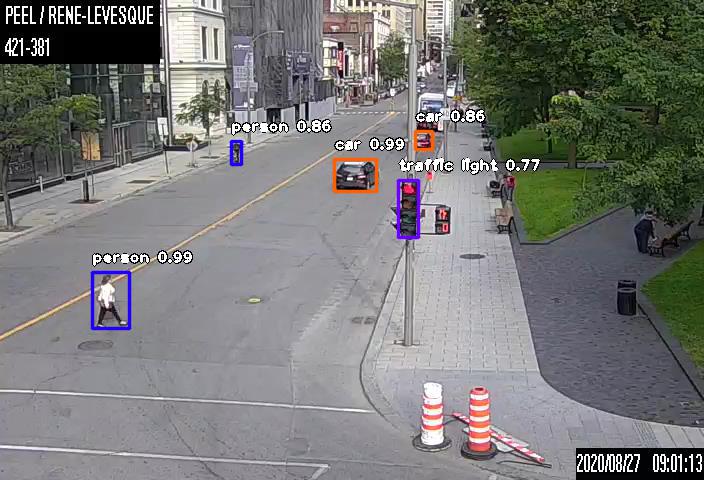 PEEL / RENE-LEVESQUE
421-381
person 0.86
car 0.86
car 0.99
traffic light 0.77
person 0.99
2020/08/27 09:01:13